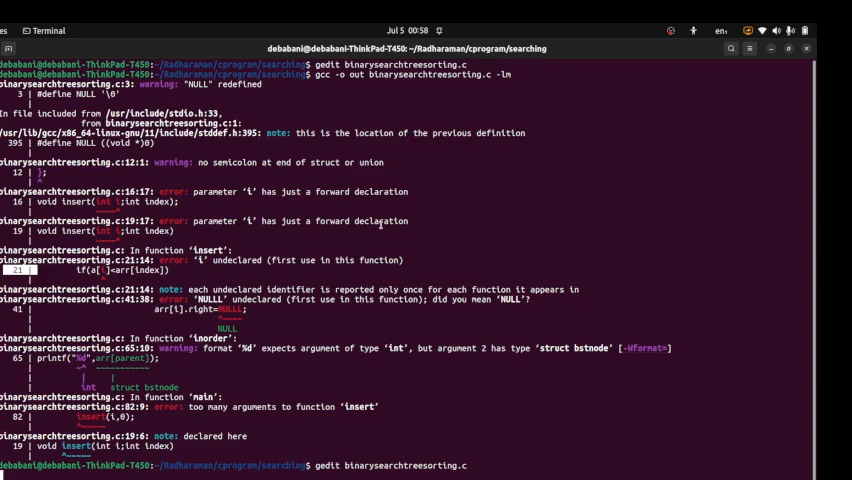 es Terminal Jul 5 00:58 en₁
debabani@debabani-ThinkPad-T450: ~/Radharaman/cprogram/searching
debabani@debabani-ThinkPad-T450:~/Radharaman/cprogram/searching$ gedit binarysearchtreesorting.c
debabani@debabani-ThinkPad-T450:~/Radharaman/cprogram/searching$ gcc -o out binarysearchtreesorting.c -lm
binarysearchtreesorting.c:3: warning: "NULL" redefined
3 | #define NULL '\0'
|
In file included from /usr/include/stdio.h:33,
from binarysearchtreesorting.c:1:
/usr/lib/gcc/x86_64-linux-gnu/11/include/stddef.h:395: note: this is the location of the previous definition
395 | #define NULL ((void *)0)
|
binarysearchtreesorting.c:12:1: warning: no semicolon at end of struct or union
12 | };
| ^
binarysearchtreesorting.c:16:17: error: parameter ‘i’ has just a forward declaration
16 | void insert(int i;int index);
| ~~~~^
binarysearchtreesorting.c:19:17: error: parameter ‘i’ has just a forward declaration
19 | void insert(int i;int index)
| ~~~~^
binarysearchtreesorting.c: In function ‘insert’:
binarysearchtreesorting.c:21:14: error: ‘i’ undeclared (first use in this function)
21 | if(a[i]<arr[index])
| ^
binarysearchtreesorting.c:21:14: note: each undeclared identifier is reported only once for each function it appears in
binarysearchtreesorting.c:41:38: error: ‘NULLL’ undeclared (first use in this function); did you mean ‘NULL’?
41 | arr[i].right=NULLL;
| ^~~~~
| NULL
binarysearchtreesorting.c: In function ‘inorder’:
binarysearchtreesorting.c:65:10: warning: format ‘%d’ expects argument of type ‘int’, but argument 2 has type ‘struct bstnode’ [-Wformat=]
65 | printf("%d",arr[parent]);
| ~^ ~~~~~~~~~~~
| | |
| int struct bstnode
binarysearchtreesorting.c: In function ‘main’:
binarysearchtreesorting.c:82:9: error: too many arguments to function ‘insert’
82 | insert(i,0);
| ^~~~~~
binarysearchtreesorting.c:19:6: note: declared here
19 | void insert(int i;int index)
| ^~~~~~
debabani@debabani-ThinkPad-T450:~/Radharaman/cprogram/searching$ gedit binarysearchtreesorting.c